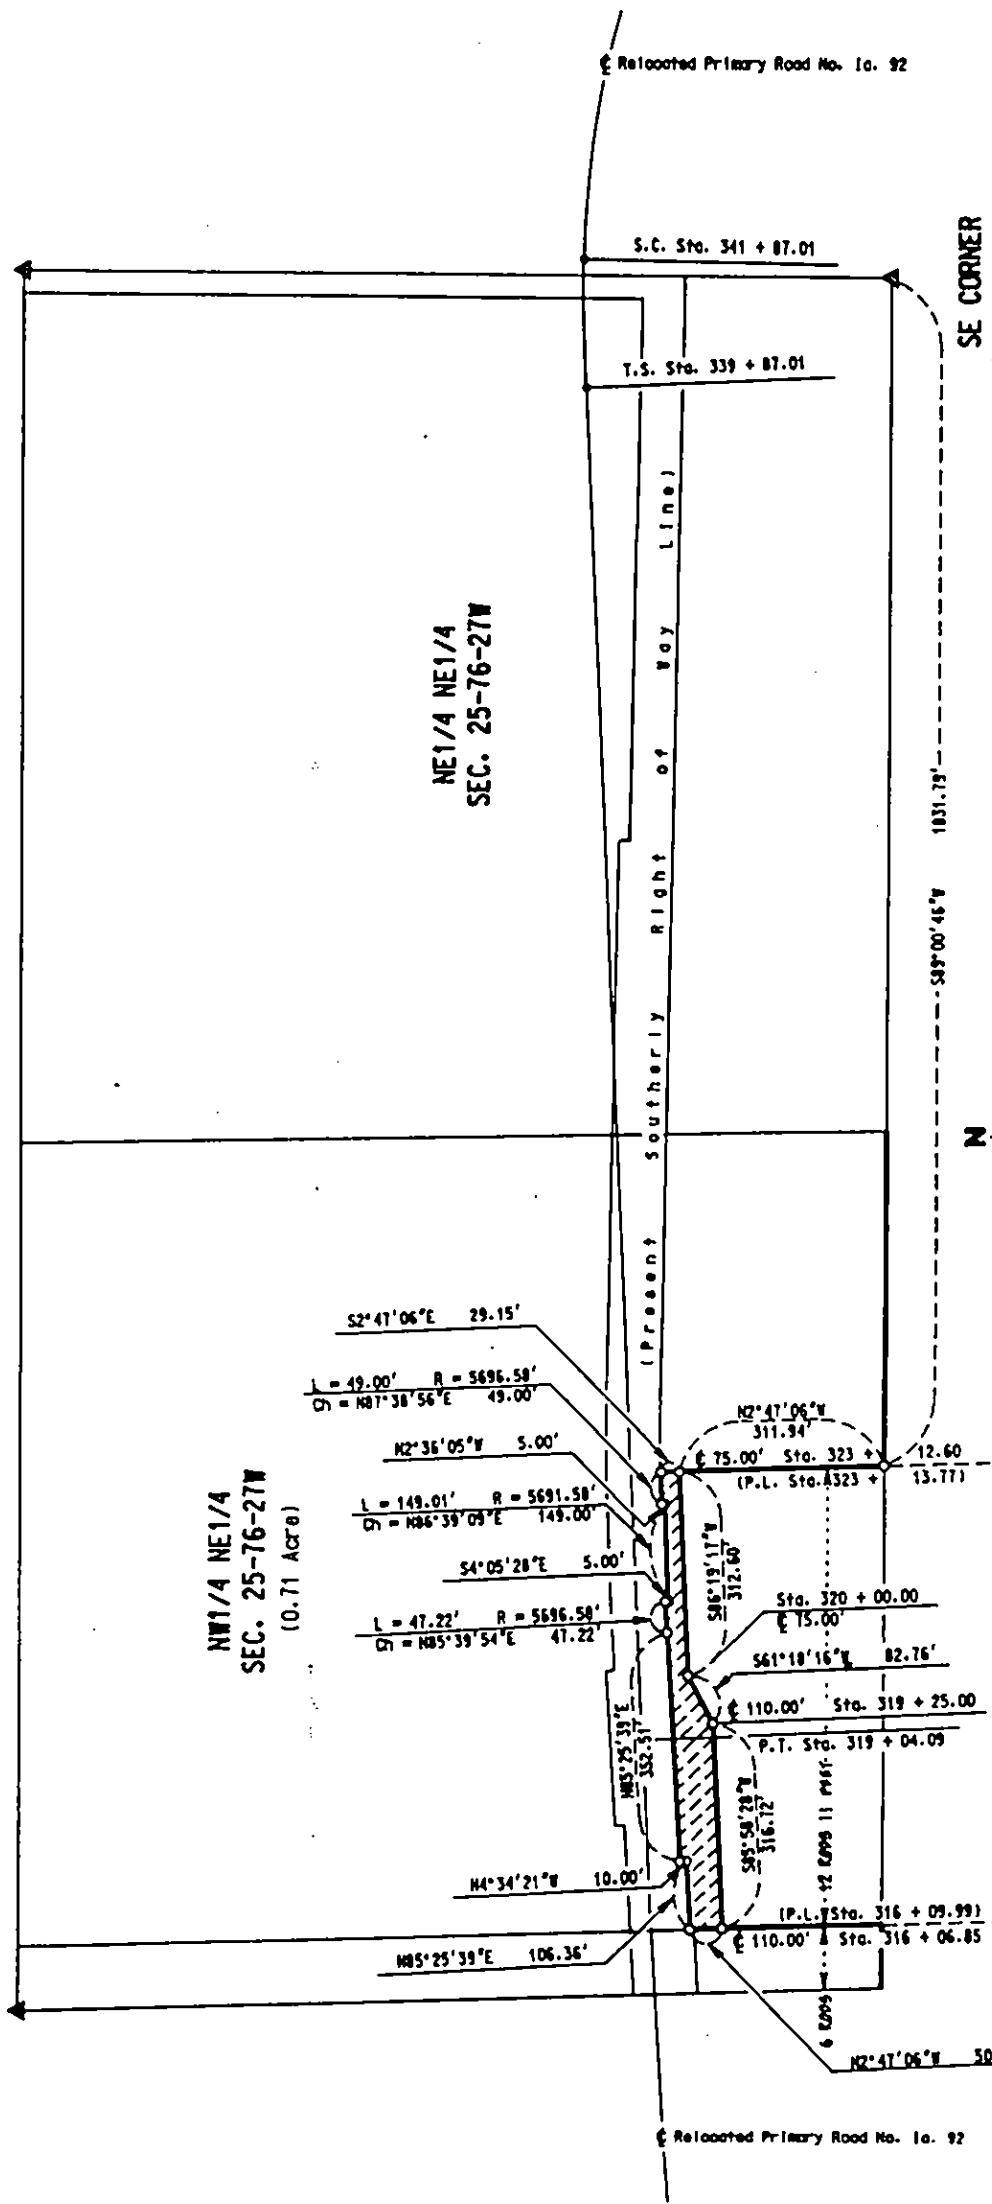 ℄ Relocated Primary Road No. Ia. 92
S.C. Sta. 341 + 87.01
SE CORNER
T.S. Sta. 339 + 87.01
(Present Southerly Right of Way Line)
NE1/4 NE1/4
SEC. 25-76-27W
S89°00'46"W 1831.79'
N
S2°47'06"E 29.15'
L = 49.00' R = 5696.58'
Ch = N87°38'56"E 49.00'
N2°47'06"W
311.94'
N2°36'05"W 5.00'
℄ 75.00' Sta. 323 + 12.60
(P.L. Sta. 323 + 13.77)
NW1/4 NE1/4
SEC. 25-76-27W
(0.71 Acre)
L = 149.01' R = 5691.58'
Ch = N86°39'09"E 149.00'
S86°19'17"W
312.60'
S4°05'28"E 5.00'
Sta. 320 + 00.00
℄ 75.00'
L = 47.22' R = 5696.58'
Ch = N85°39'54"E 47.22'
S61°18'16"W 82.76'
℄ 110.00' Sta. 319 + 25.00
N85°25'39"E
352.51'
P.T. Sta. 319 + 04.09
S85°58'28"W
316.72'
N4°34'21"W 10.00'
(P.L. Sta. 316 + 09.99)
℄ 110.00' Sta. 316 + 06.85
N85°25'39"E 106.36'
6 RODS
N2°47'06"W 50
℄ Relocated Primary Road No. Ia. 92